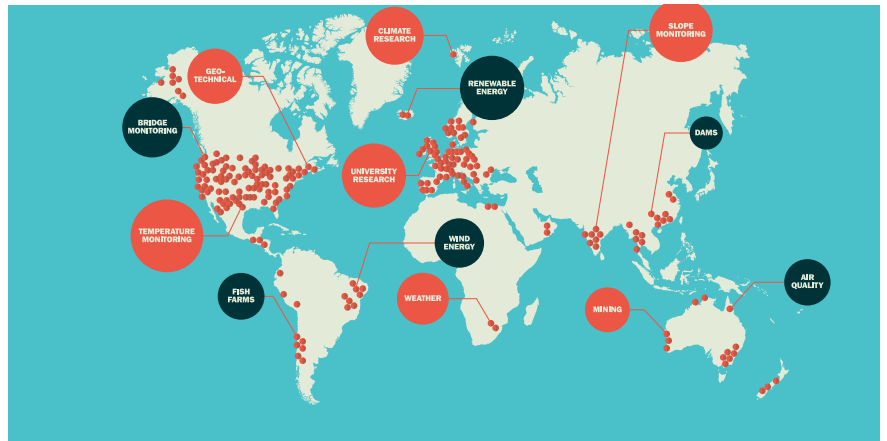 CLIMATE
RESEARCH
SLOPE
MONITORING
GEO-
TECHNICAL
RENEWABLE
ENERGY
BRIDGE
MONITORING
DAMS
UNIVERSITY
RESEARCH
TEMPERATURE
MONITORING
WIND
ENERGY
FISH
FARMS
WEATHER
AIR
QUALITY
MINING